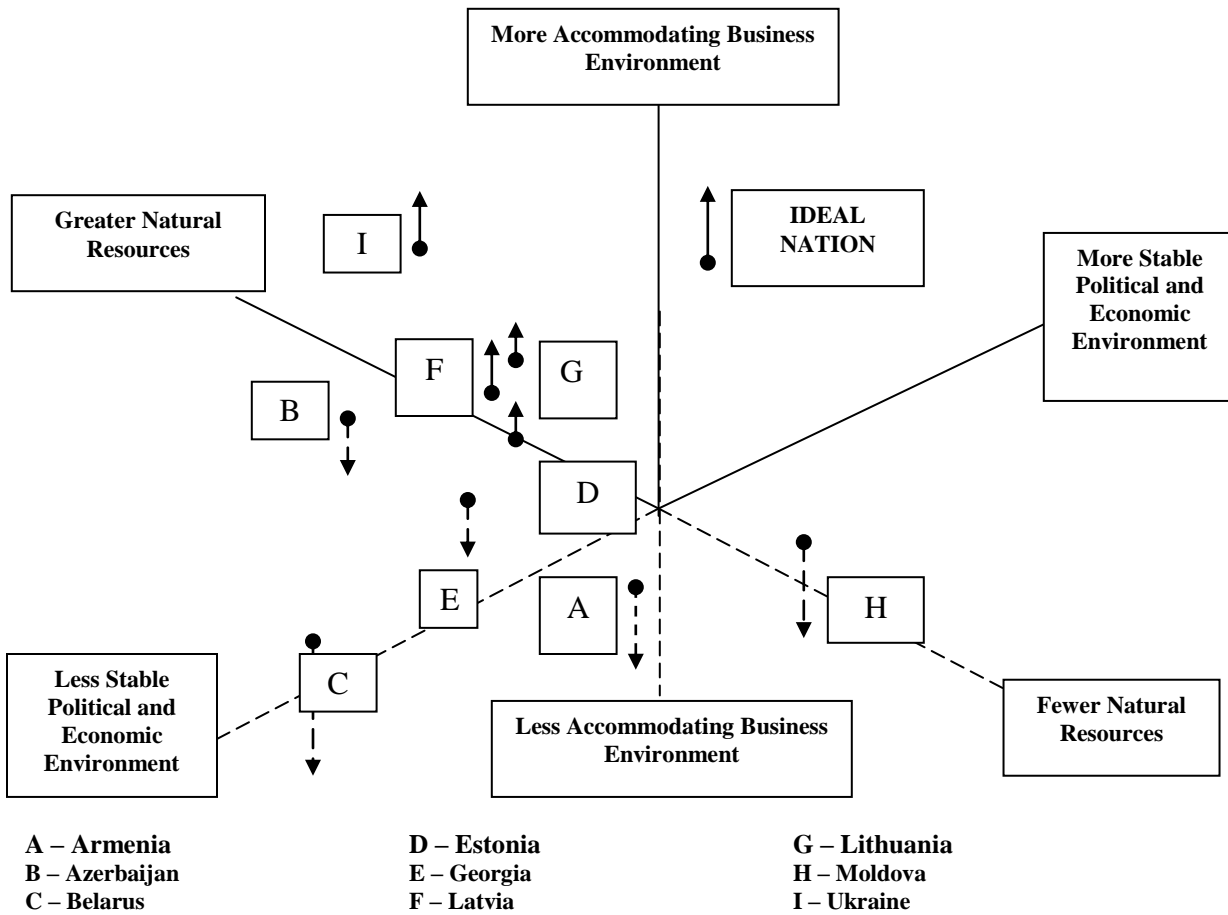 More Accommodating Business
Environment
Greater Natural
Resources
I
IDEAL
NATION
More Stable
Political and
Economic
Environment
F
G
B
D
E
A
H
C
Less Stable
Political and
Economic
Environment
Less Accommodating Business
Environment
Fewer Natural
Resources
A – Armenia
D – Estonia
G – Lithuania
B – Azerbaijan
E – Georgia
H – Moldova
C – Belarus
F – Latvia
I – Ukraine